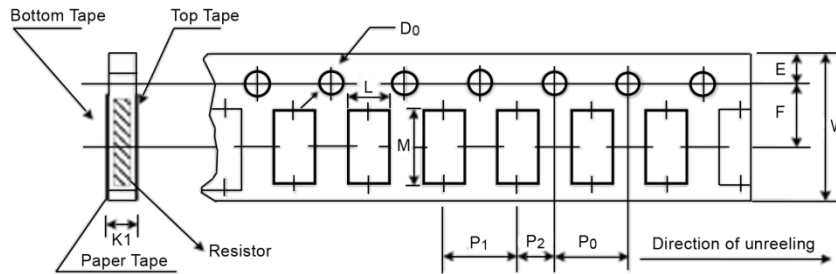 Bottom Tape
Top Tape
D0
E
L
F
W
M
K1
Resistor
Paper Tape
P1
P2
P0
Direction of unreeling